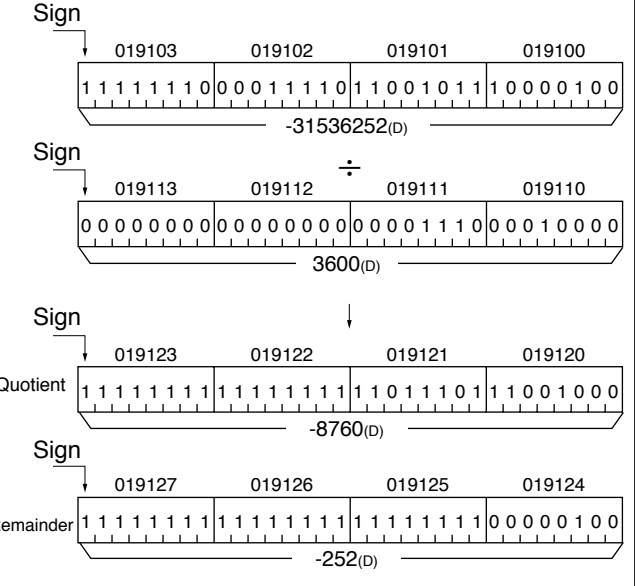 Sign
019103 019102 019101 019100
1 1 1 1 1 1 1 0 0 0 0 1 1 1 1 0 1 1 0 0 1 0 1 1 1 0 0 0 0 1 0 0
-31536252(D)
Sign
÷
019113 019112 019111 019110
0 0 0 0 0 0 0 0 0 0 0 0 0 0 0 0 0 0 0 0 1 1 1 0 0 0 0 1 0 0 0 0
3600(D)
Sign
019123 019122 019121 019120
Quotient 1 1 1 1 1 1 1 1 1 1 1 1 1 1 1 1 1 1 0 1 1 1 0 1 1 1 0 0 1 0 0 0
-8760(D)
Sign
019127 019126 019125 019124
emainder 1 1 1 1 1 1 1 1 1 1 1 1 1 1 1 1 1 1 1 1 1 1 1 1 0 0 0 0 0 1 0 0
-252(D)